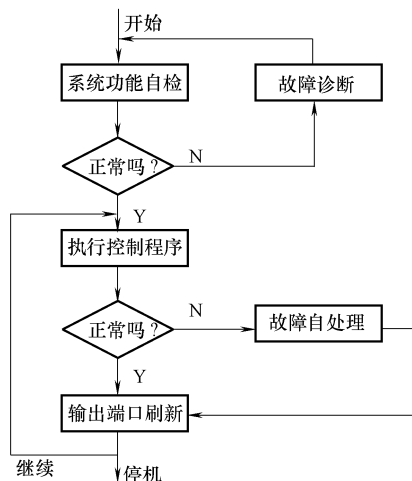 开始
系统功能自检
故障诊断
正常吗?
N
Y
执行控制程序
正常吗?
N
故障自处理
Y
输出端口刷新
继续
停机